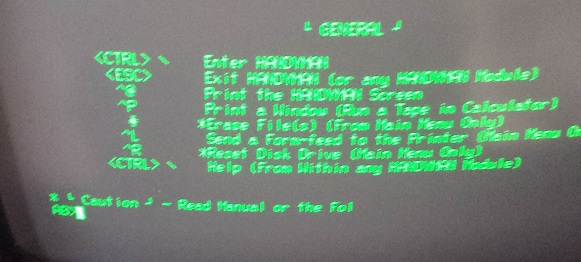 ╘ GENERAL ╛
<CTRL> \ Enter HANDYMAN
<ESC> Exit HANDYMAN (or any HANDYMAN Module)
^@ Print the HANDYMAN Screen
^P Print a Window (Run a Tape in Calculator)
* *Erase File(s) (From Main Menu Only)
^L Send a Form-feed to the Printer (Main Menu On
^R *Reset Disk Drive (Main Menu Only)
<CTRL> \ Help (From Within any HANDYMAN Module)
* ╘ Caution ╛ - Read Manual or the Fol
A0>